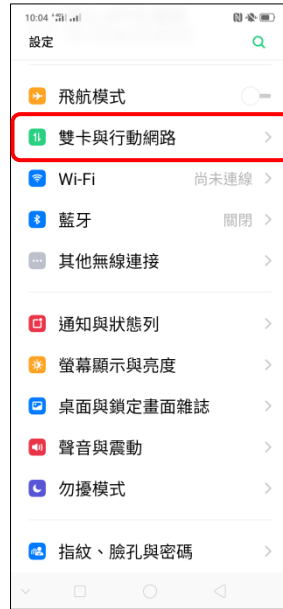 10:04
設定
飛航模式
雙卡與行動網路
Wi-Fi 尚未連線
藍牙 關閉
其他無線連接
通知與狀態列
螢幕顯示與亮度
桌面與鎖定畫面雜誌
聲音與震動
勿擾模式
指紋、臉孔與密碼